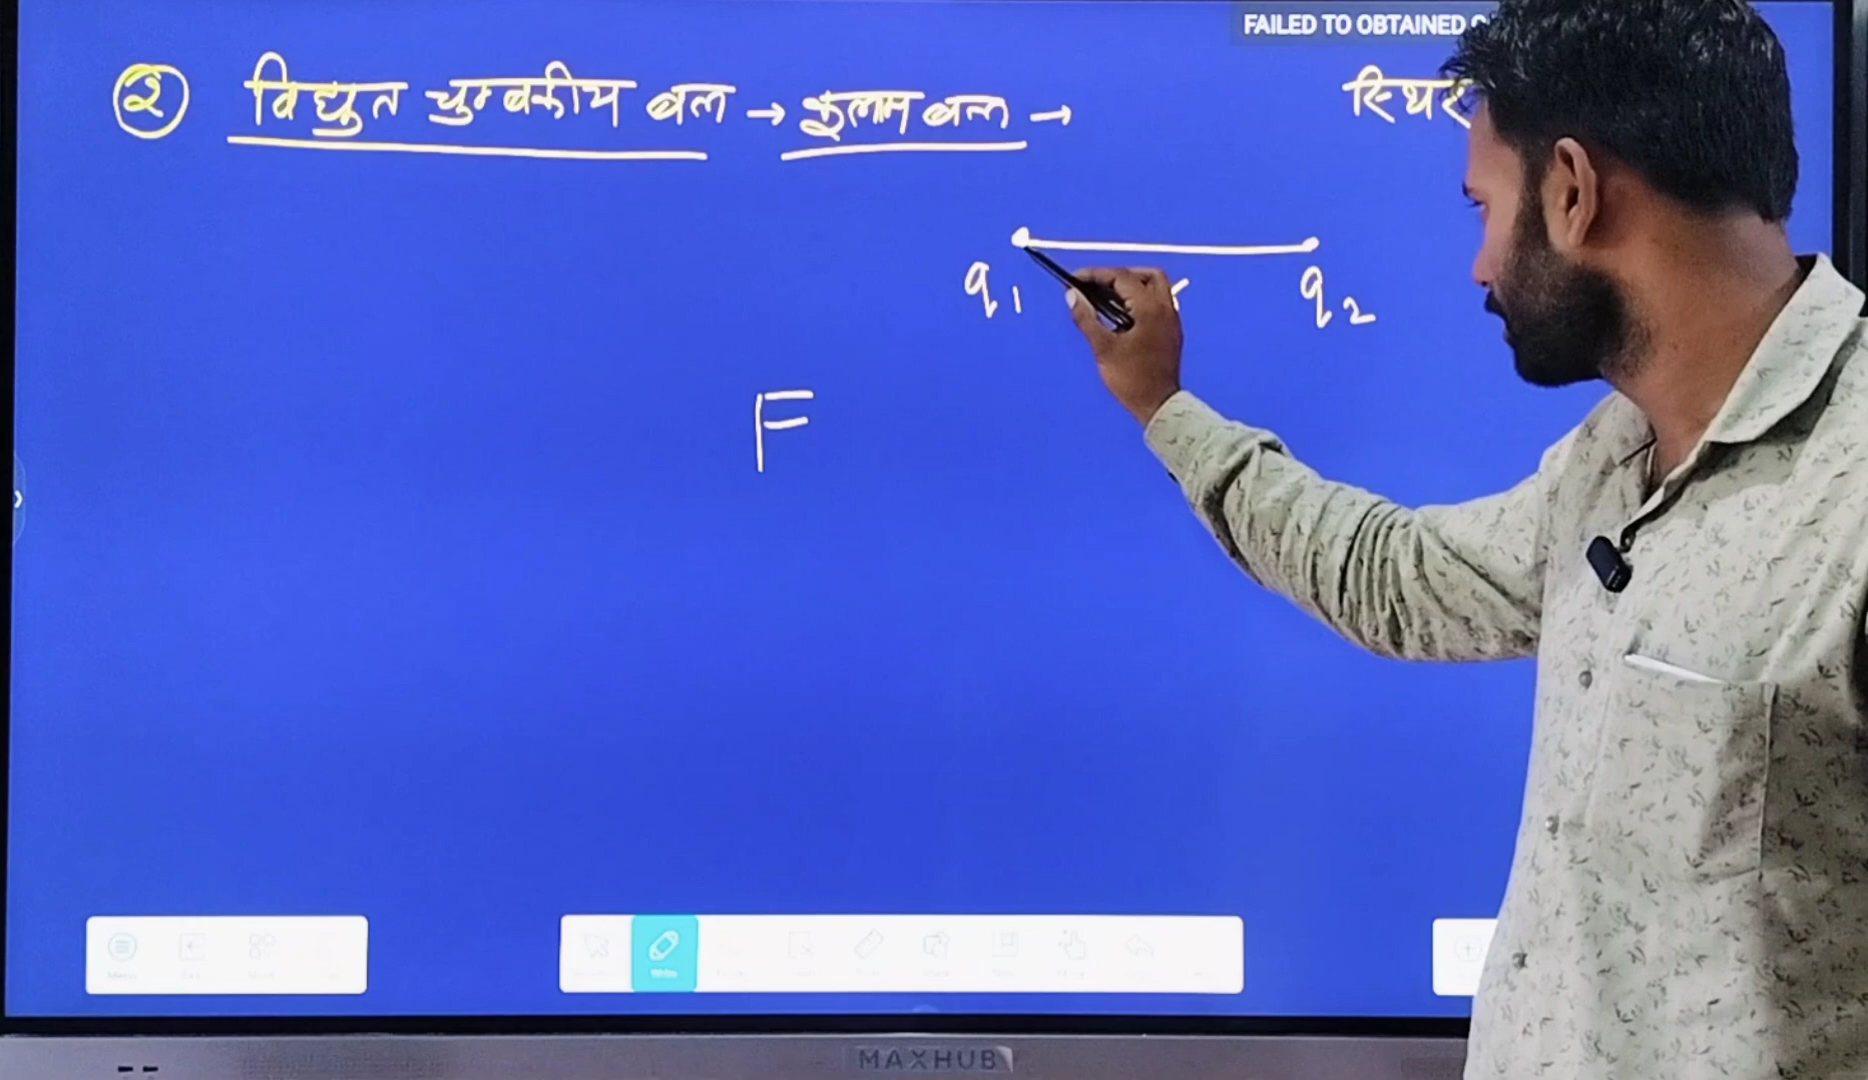 FAILED TO OBTAINED
२ विद्युत चुम्बकीय बल → कुलाम बल → स्थिर
q1 r q2
F
MAXHUB